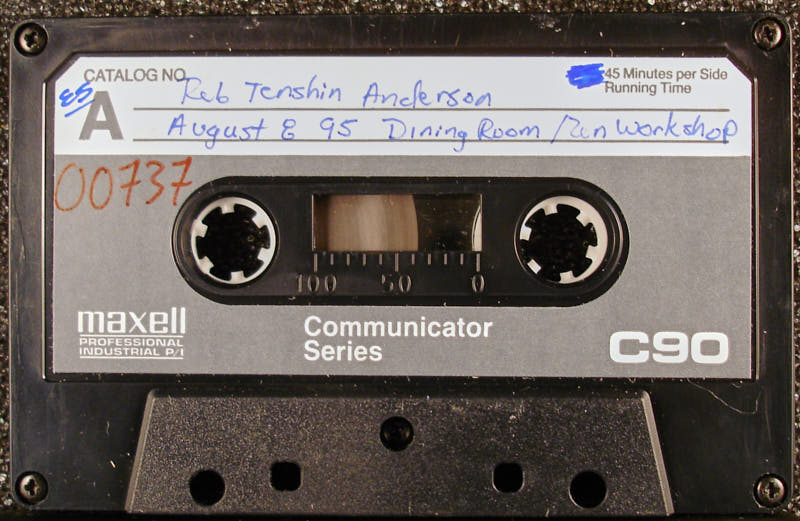 CATALOG NO.
ES
A
Reb Tenshin Anderson
45 Minutes per Side
Running Time
August 8 95 Dining Room / Zen Workshop
00737
100 50 0
maxell
PROFESSIONAL
INDUSTRIAL P/I
Communicator
Series
C90